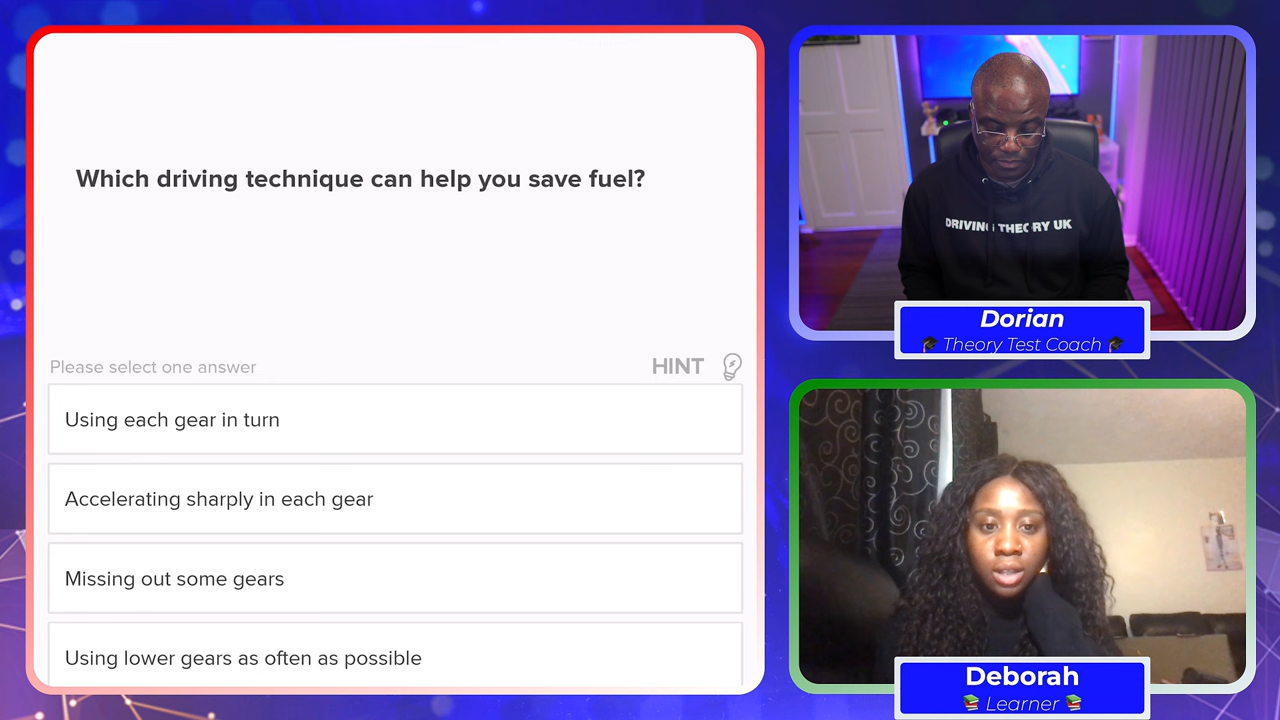 Which driving technique can help you save fuel?
Please select one answer
HINT
Using each gear in turn
Accelerating sharply in each gear
Missing out some gears
Using lower gears as often as possible
DRIVING THEORY UK
Dorian
🎓 Theory Test Coach 🎓
Deborah
📚 Learner 📚